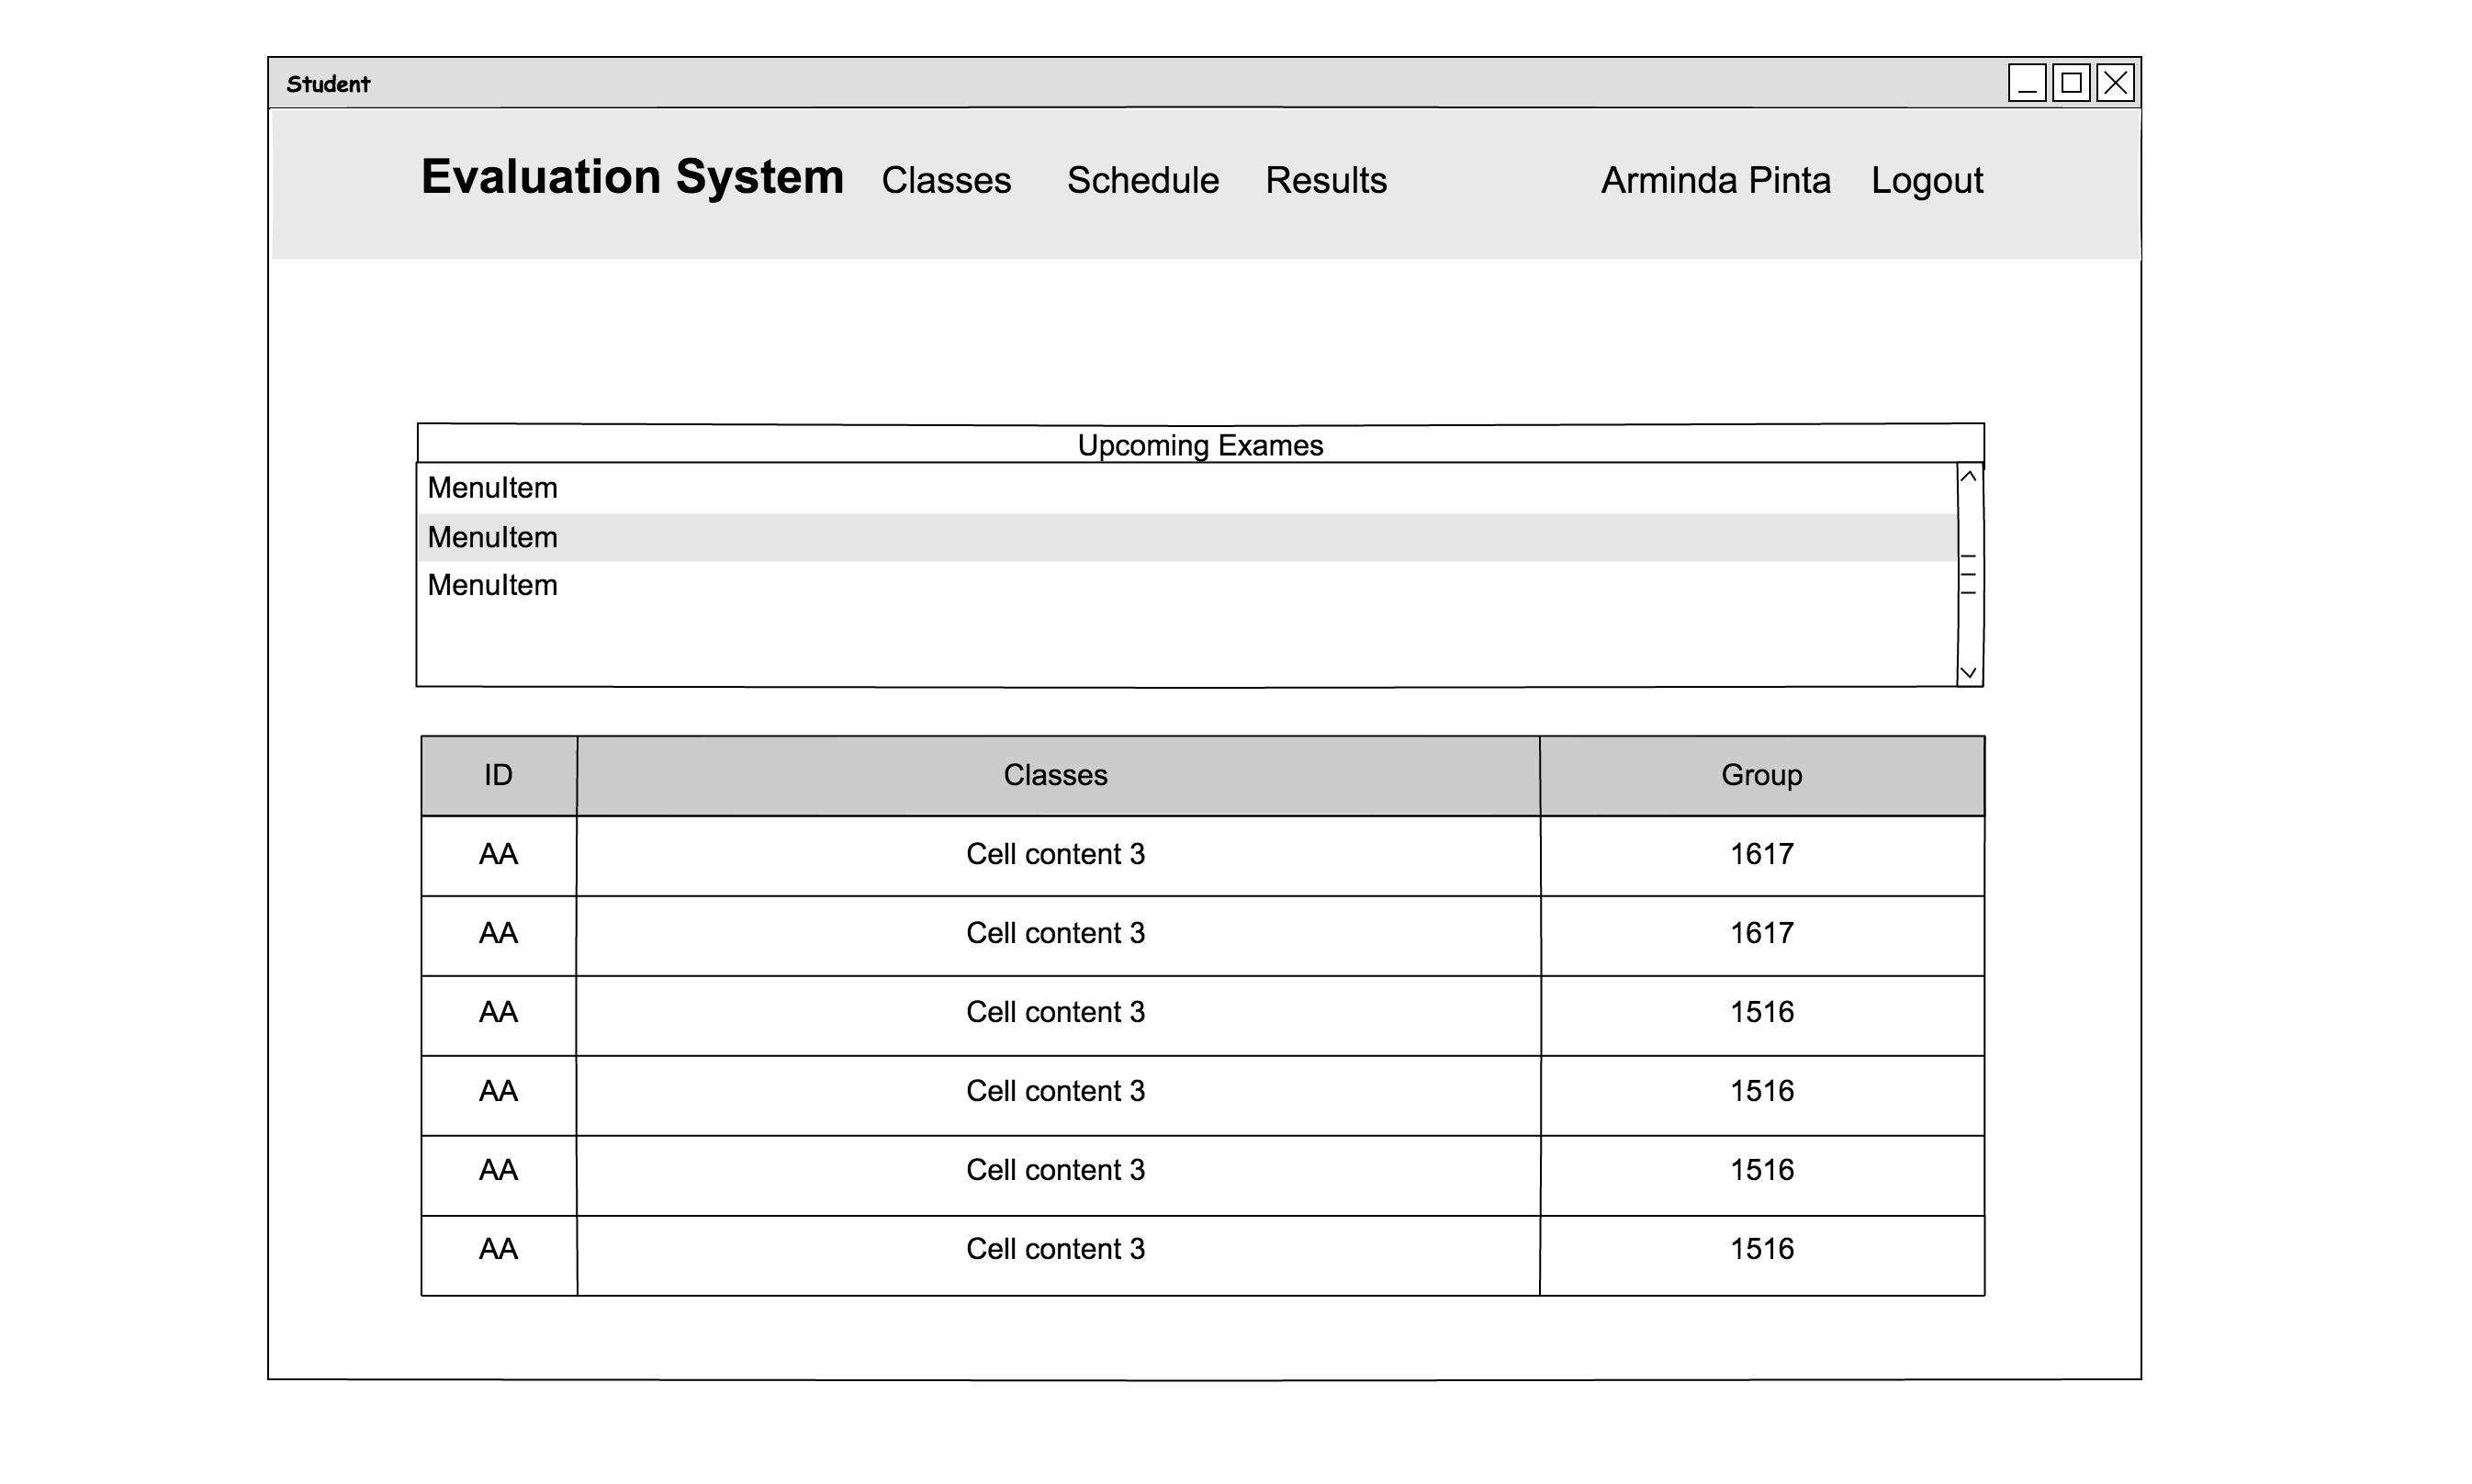 Student
Evaluation System Classes Schedule Results Arminda Pinta Logout
Upcoming Exames
MenuItem
MenuItem
MenuItem
ID Classes Group
AA Cell content 3 1617
AA Cell content 3 1617
AA Cell content 3 1516
AA Cell content 3 1516
AA Cell content 3 1516
AA Cell content 3 1516